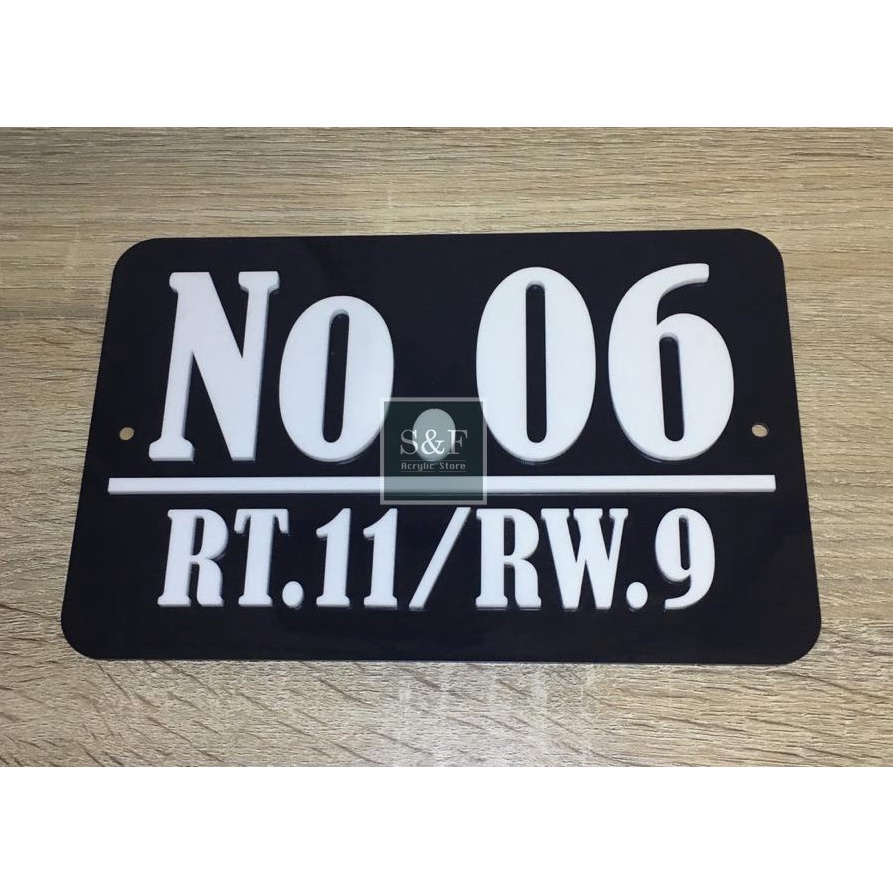 No. 06
S&F
Acrylic Store
RT.11/RW.9